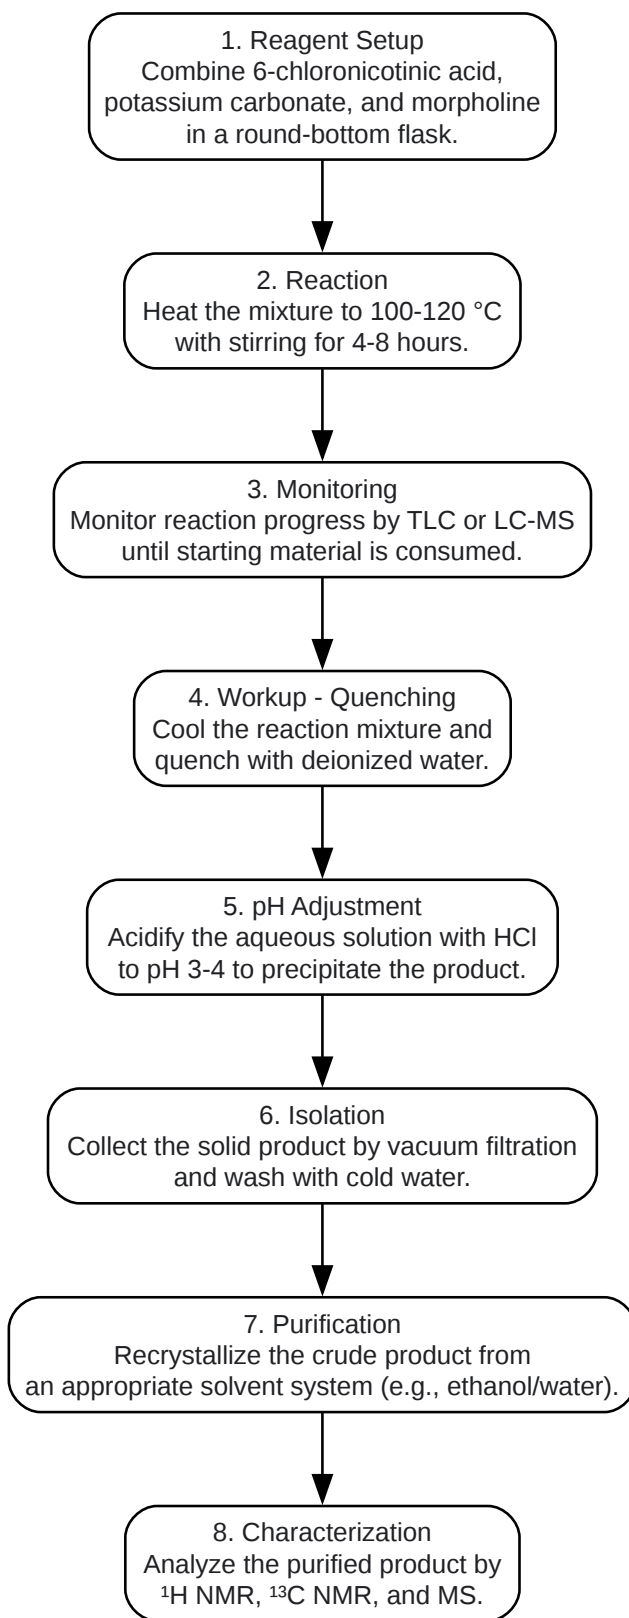 1. Reagent Setup
Combine 6-chloronicotinic acid,
potassium carbonate, and morpholine
in a round-bottom flask.
2. Reaction
Heat the mixture to 100-120 °C
with stirring for 4-8 hours.
3. Monitoring
Monitor reaction progress by TLC or LC-MS
until starting material is consumed.
4. Workup - Quenching
Cool the reaction mixture and
quench with deionized water.
5. pH Adjustment
Acidify the aqueous solution with HCl
to pH 3-4 to precipitate the product.
6. Isolation
Collect the solid product by vacuum filtration
and wash with cold water.
7. Purification
Recrystallize the crude product from
an appropriate solvent system (e.g., ethanol/water).
8. Characterization
Analyze the purified product by
¹H NMR, ¹³C NMR, and MS.